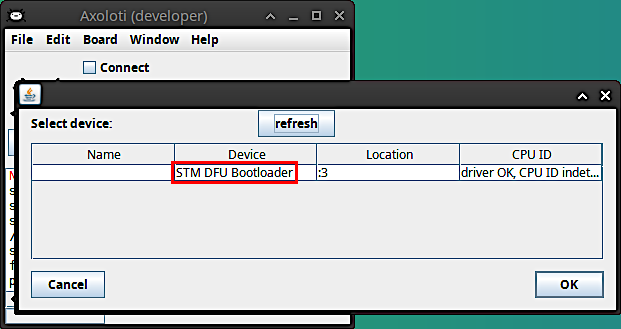 Axoloti (developer)
File Edit Board Window Help
Connect
Select device:
refresh
Name Device Location CPU ID
STM DFU Bootloader :3 driver OK, CPU ID indet...
Cancel OK